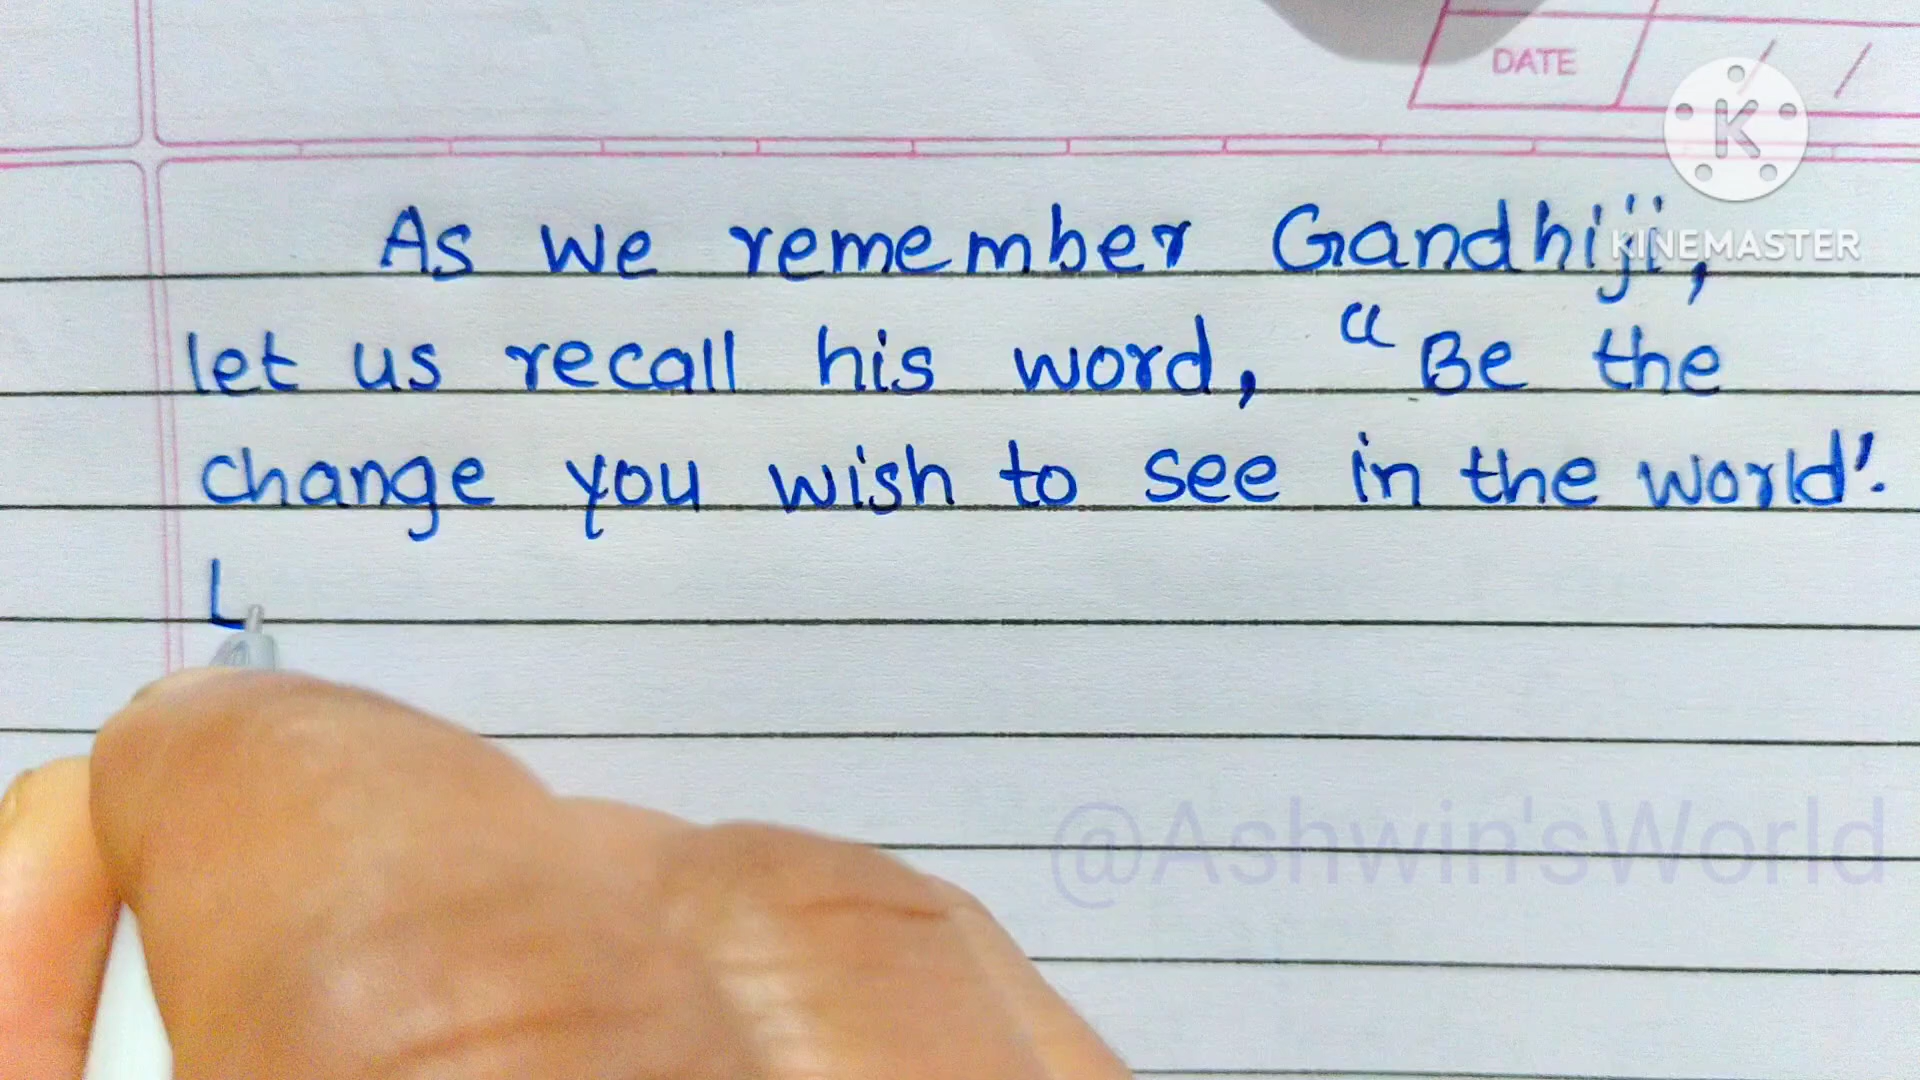 DATE / /
K
KINEMASTER
As we remember Gandhiji,
let us recall his word, “Be the
change you wish to see in the world'.
L
@Ashwin'sWorld